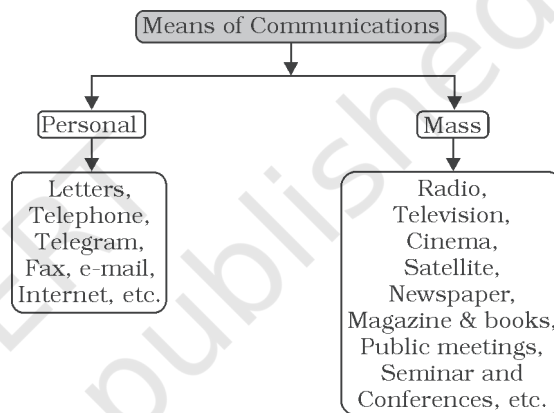 Means of Communications
Personal
Mass
Letters,
Telephone,
Telegram,
Fax, e-mail,
Internet, etc.
Radio,
Television,
Cinema,
Satellite,
Newspaper,
Magazine & books,
Public meetings,
Seminar and
Conferences, etc.